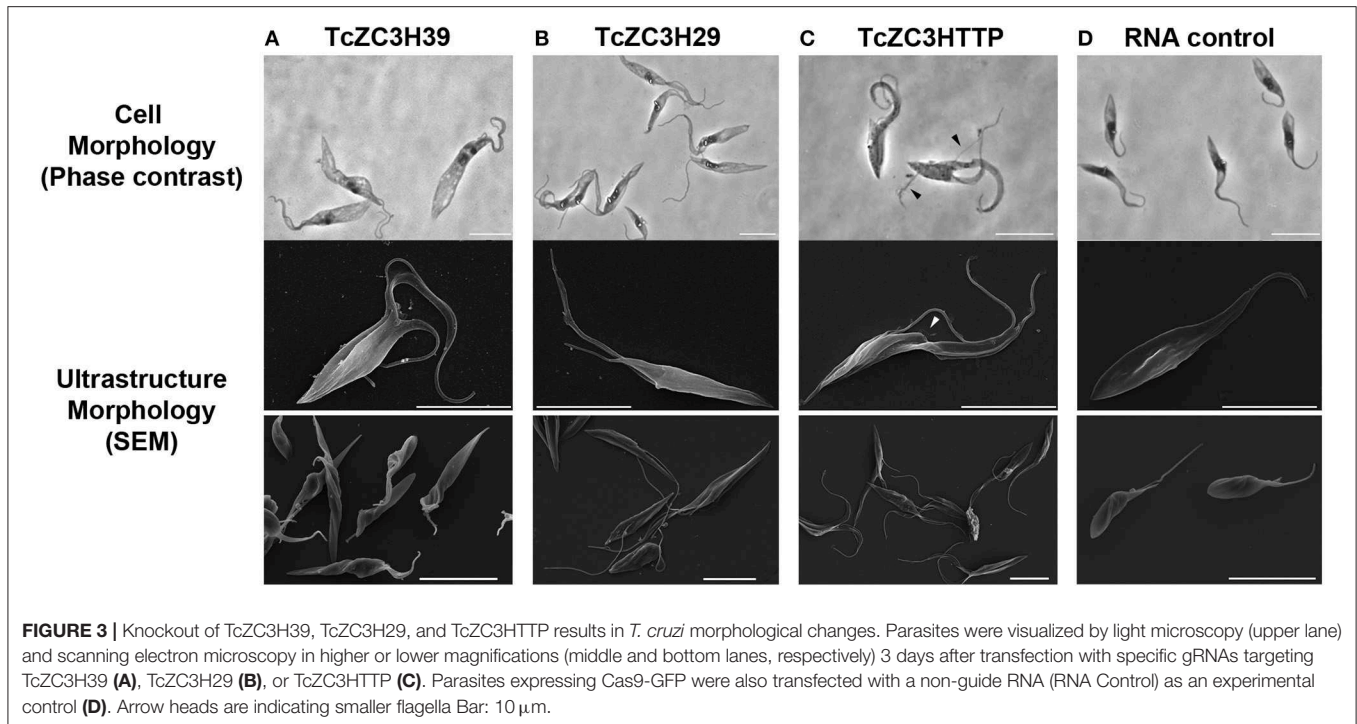 A TcZC3H39
B TcZC3H29
C TcZC3HTTP
D RNA control
Cell
Morphology
(Phase contrast)
Ultrastructure
Morphology
(SEM)
FIGURE 3 | Knockout of TcZC3H39, TcZC3H29, and TcZC3HTTP results in T. cruzi morphological changes. Parasites were visualized by light microscopy (upper lane)
and scanning electron microscopy in higher or lower magnifications (middle and bottom lanes, respectively) 3 days after transfection with specific gRNAs targeting
TcZC3H39 (A), TcZC3H29 (B), or TcZC3HTTP (C). Parasites expressing Cas9-GFP were also transfected with a non-guide RNA (RNA Control) as an experimental
control (D). Arrow heads are indicating smaller flagella Bar: 10 μm.